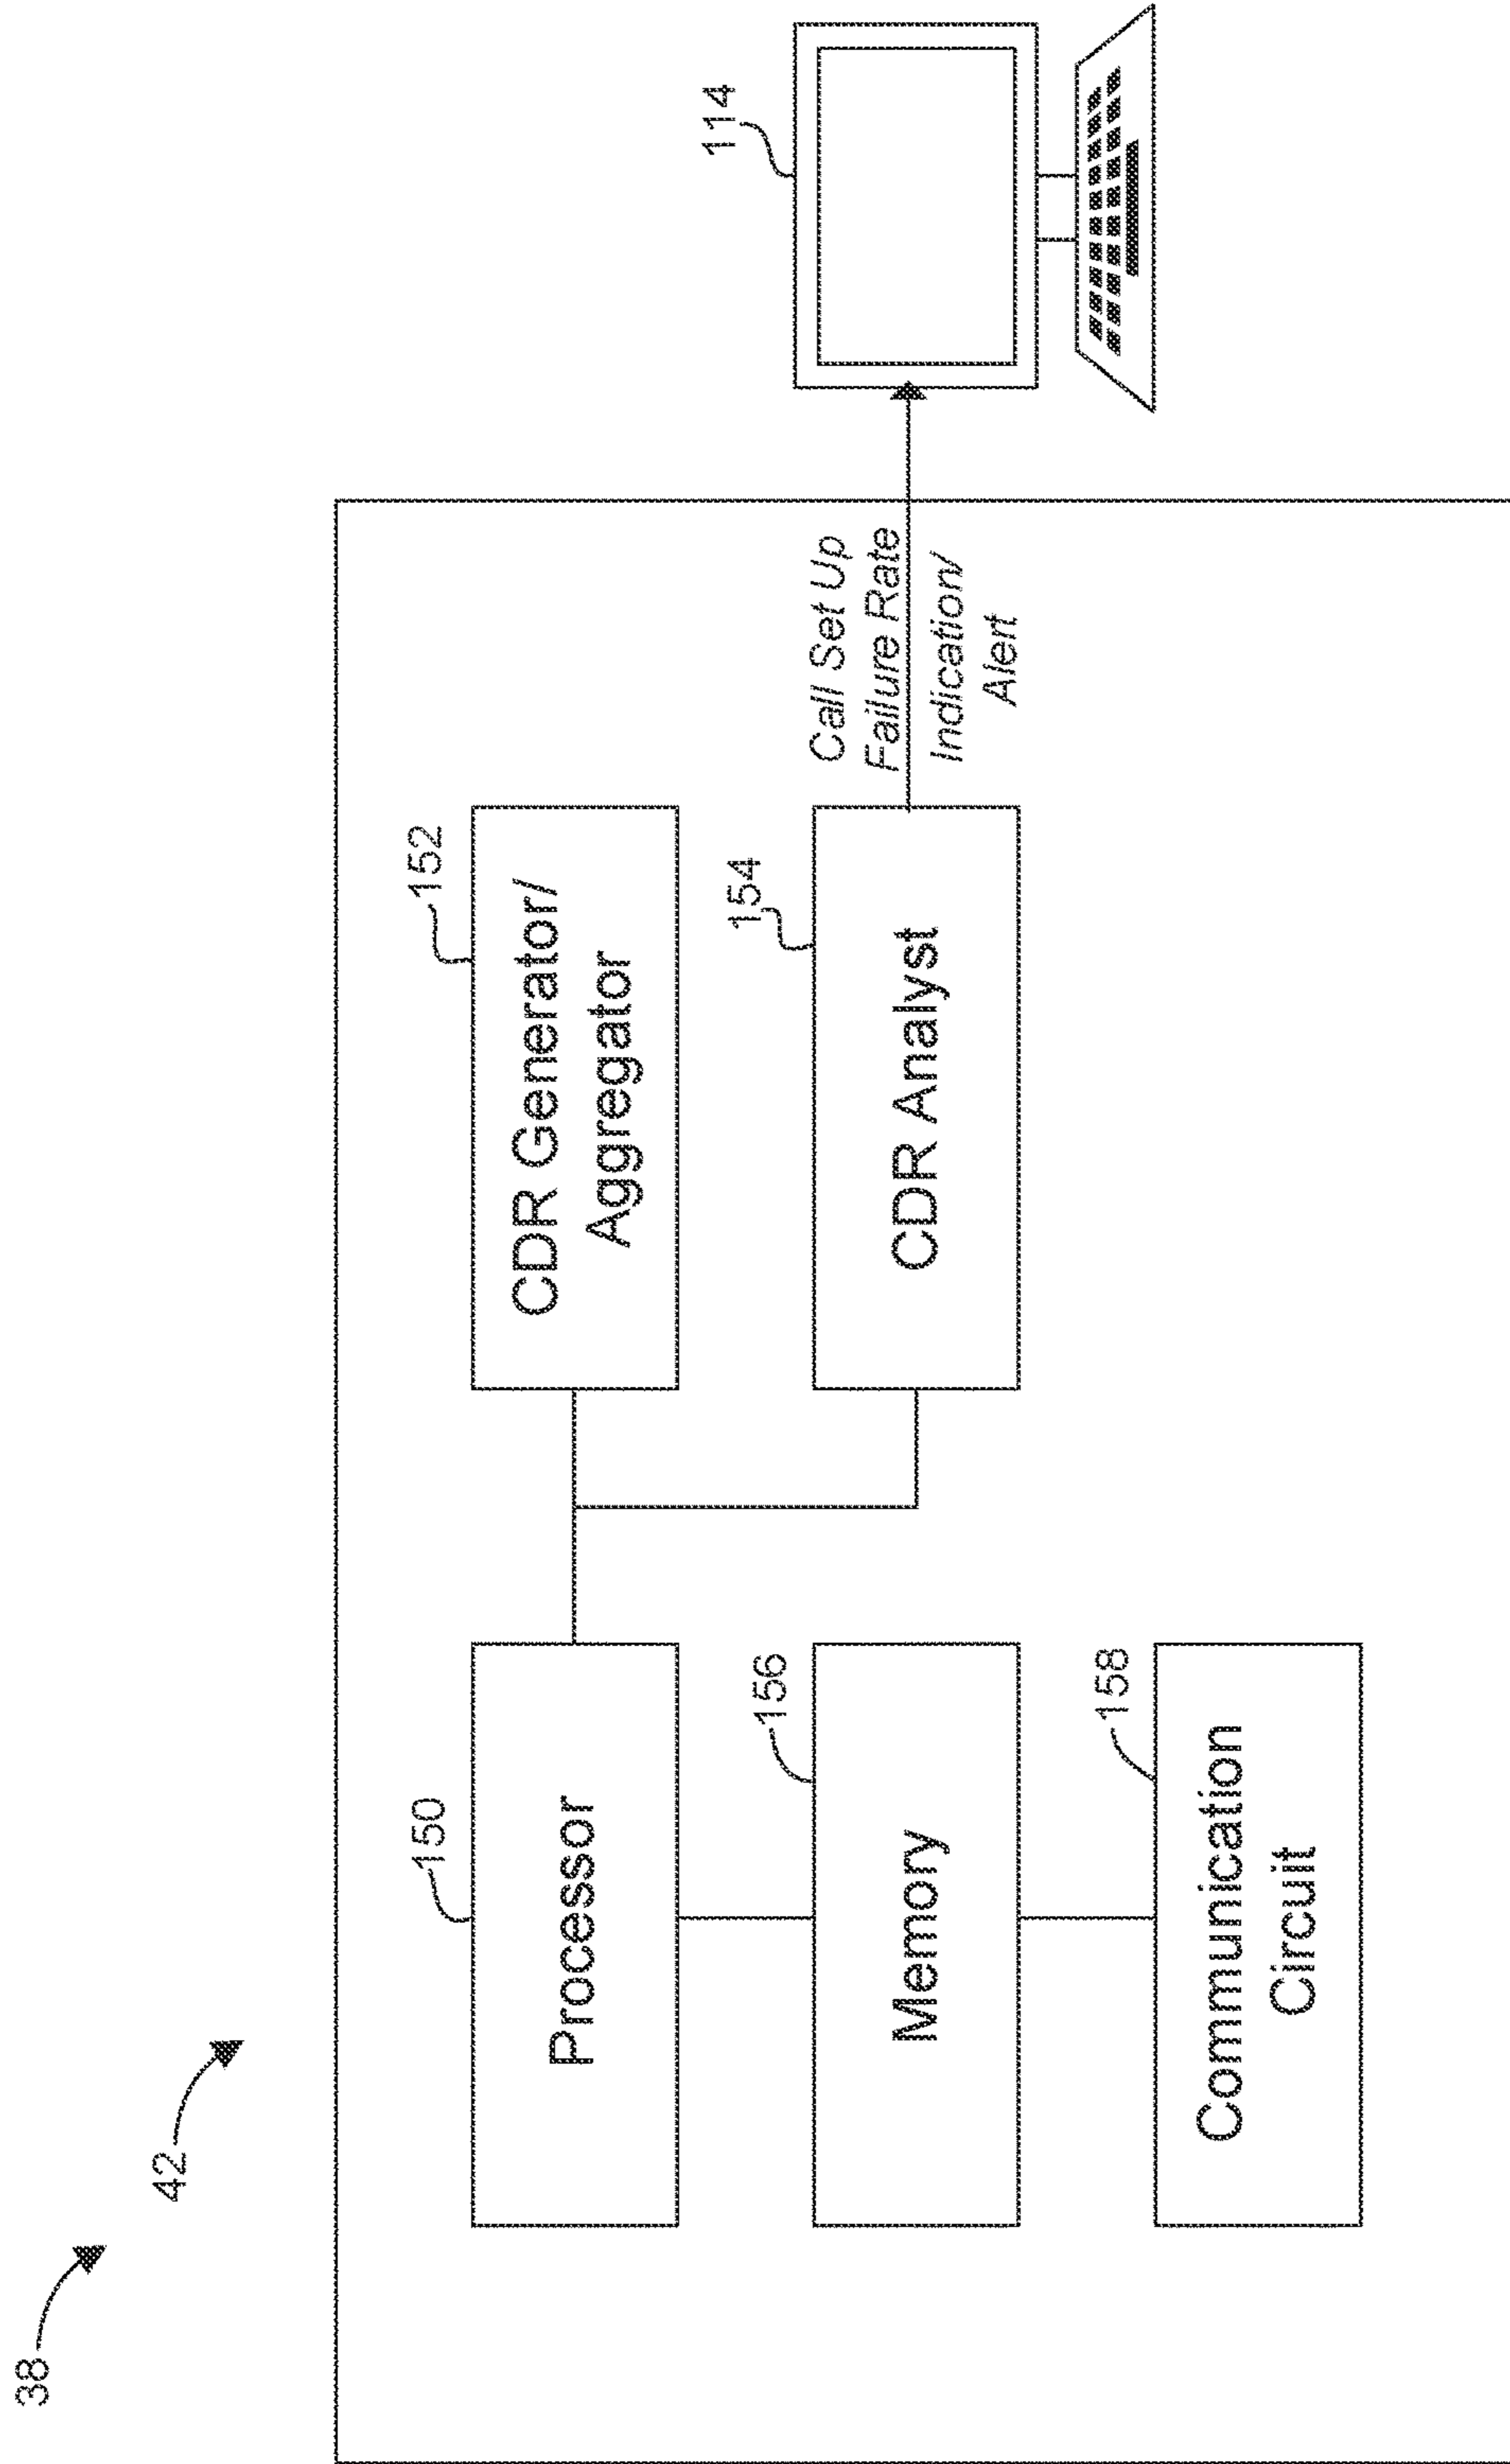 38
42
150
Processor
152
CDR Generator/
Aggregator
156
Memory
154
CDR Analyst
Call Set Up
Failure Rate
Indication/
Alert
114
158
Communication
Circuit